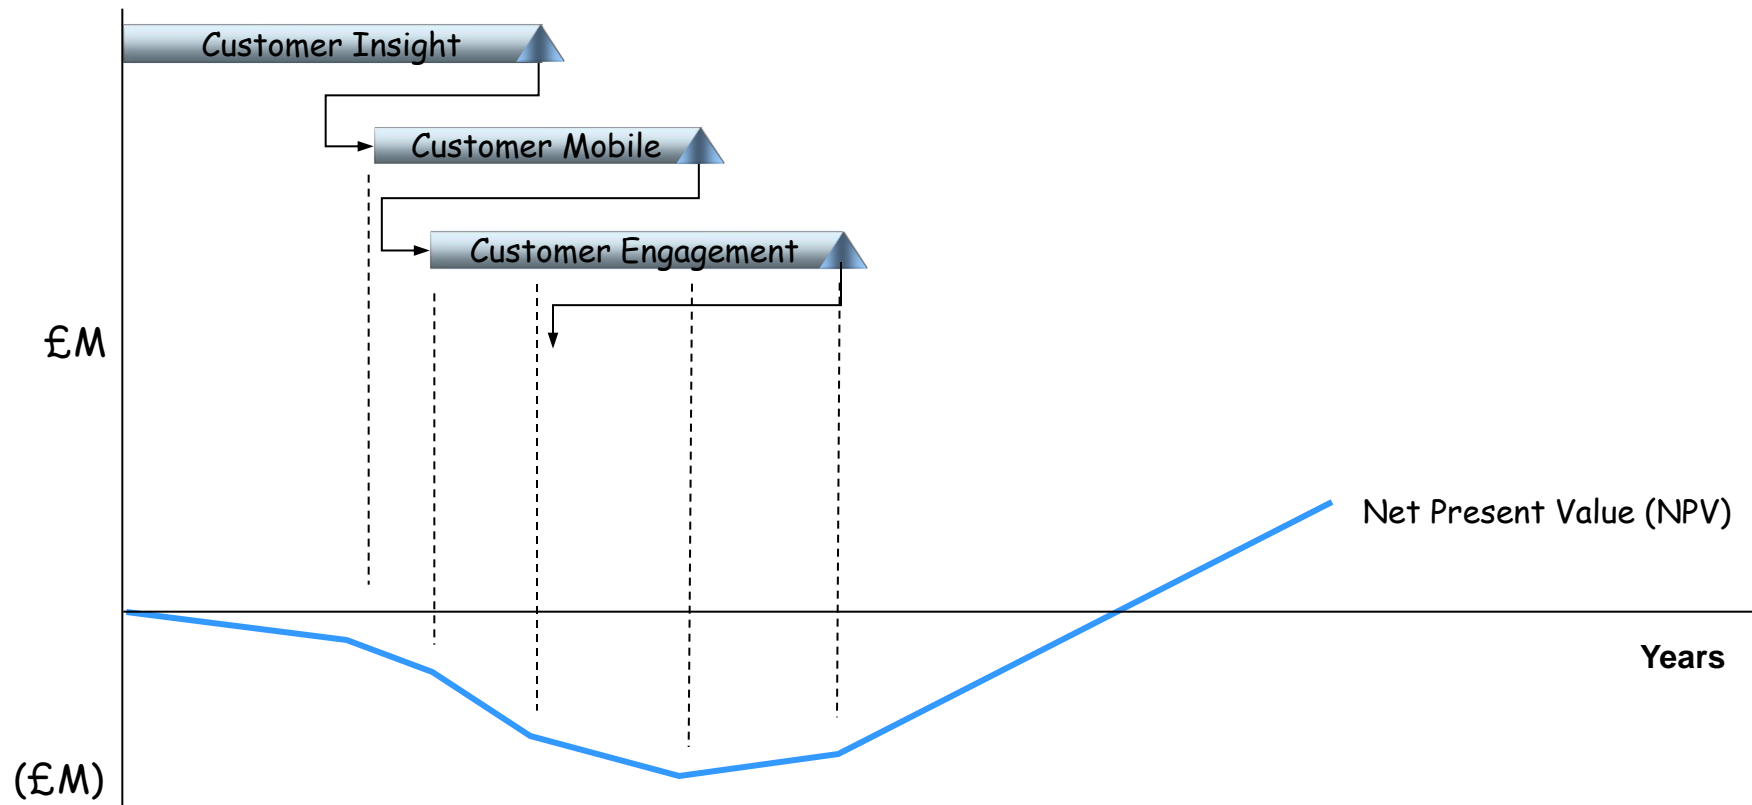 Customer Insight
Customer Mobile
Customer Engagement
£M
Net Present Value (NPV)
Years
(£M)